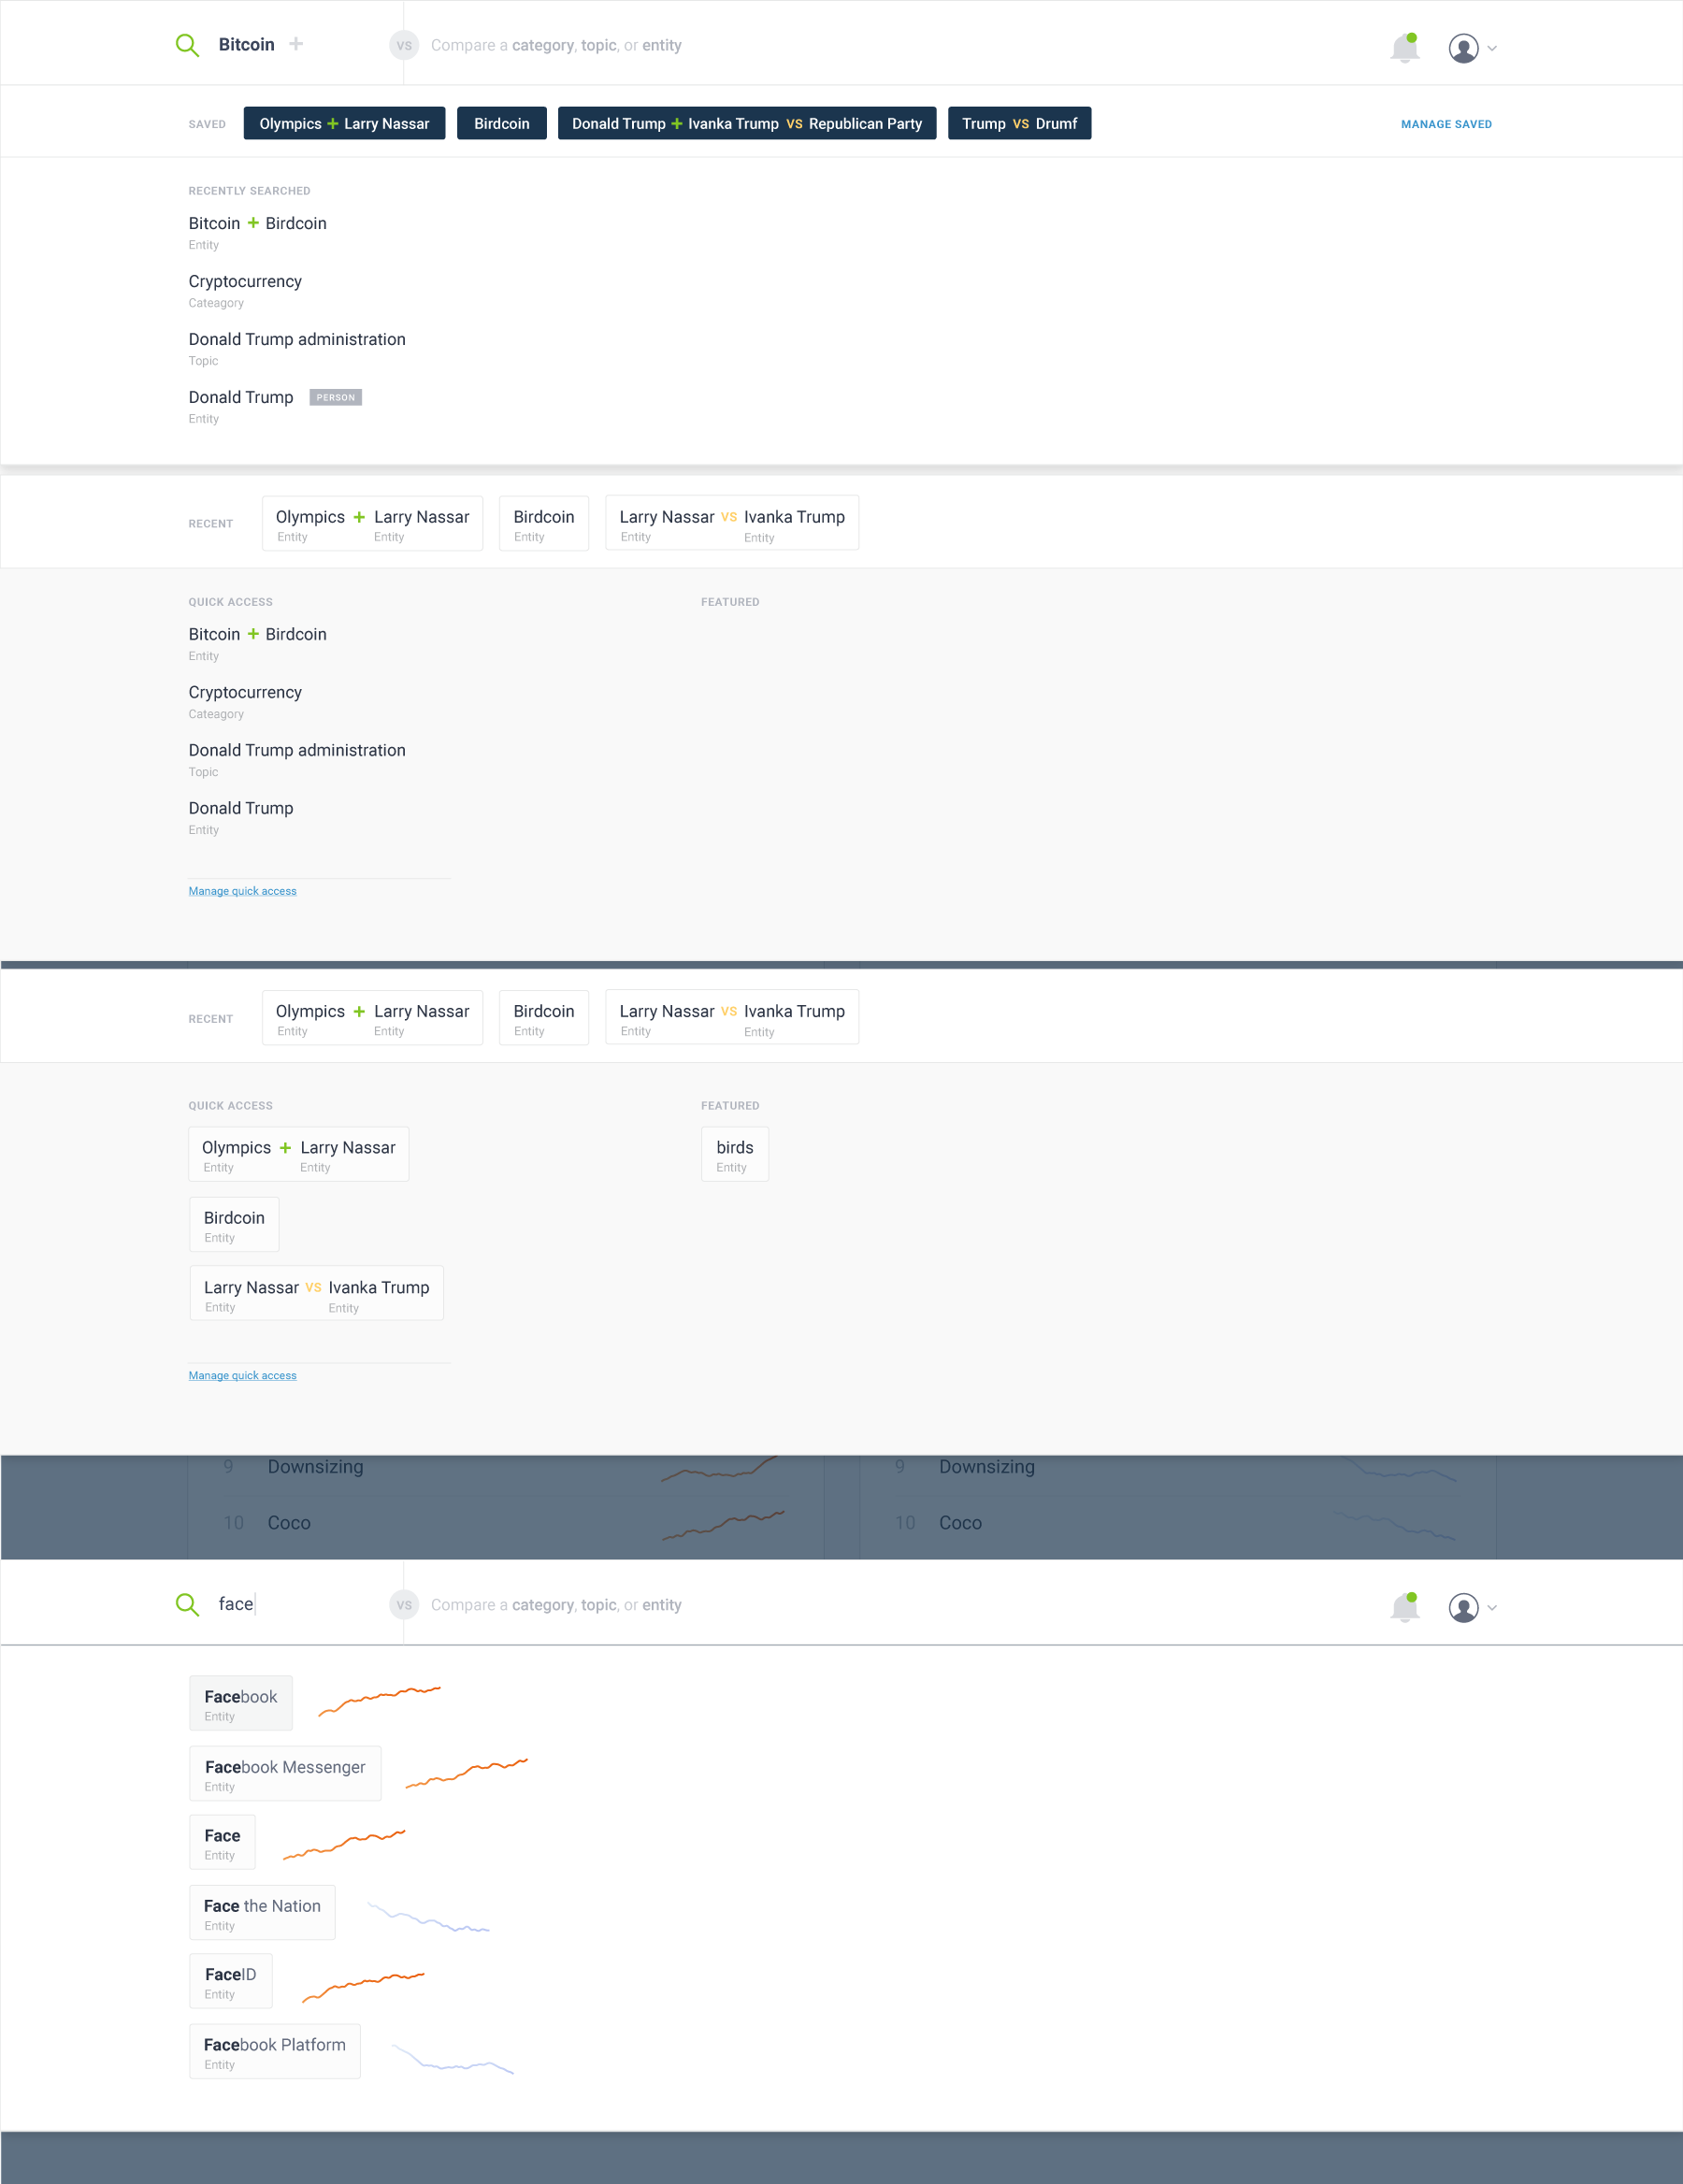 Bitcoin + VS Compare a category, topic, or entity
SAVED Olympics + Larry Nassar Birdcoin Donald Trump + Ivanka Trump VS Republican Party Trump VS Drumf MANAGE SAVED
RECENTLY SEARCHED
Bitcoin + Birdcoin
Entity
Cryptocurrency
Cateagory
Donald Trump administration
Topic
Donald Trump PERSON
Entity
RECENT Olympics + Larry Nassar Birdcoin Larry Nassar VS Ivanka Trump
Entity Entity Entity Entity Entity
QUICK ACCESS FEATURED
Bitcoin + Birdcoin
Entity
Cryptocurrency
Cateagory
Donald Trump administration
Topic
Donald Trump
Entity
Manage quick access
RECENT Olympics + Larry Nassar Birdcoin Larry Nassar VS Ivanka Trump
Entity Entity Entity Entity Entity
QUICK ACCESS FEATURED
Olympics + Larry Nassar birds
Entity Entity Entity
Birdcoin
Entity
Larry Nassar VS Ivanka Trump
Entity Entity
Manage quick access
9 Downsizing 9 Downsizing
10 Coco 10 Coco
face VS Compare a category, topic, or entity
Facebook
Entity
Facebook Messenger
Entity
Face
Entity
Face the Nation
Entity
FaceID
Entity
Facebook Platform
Entity